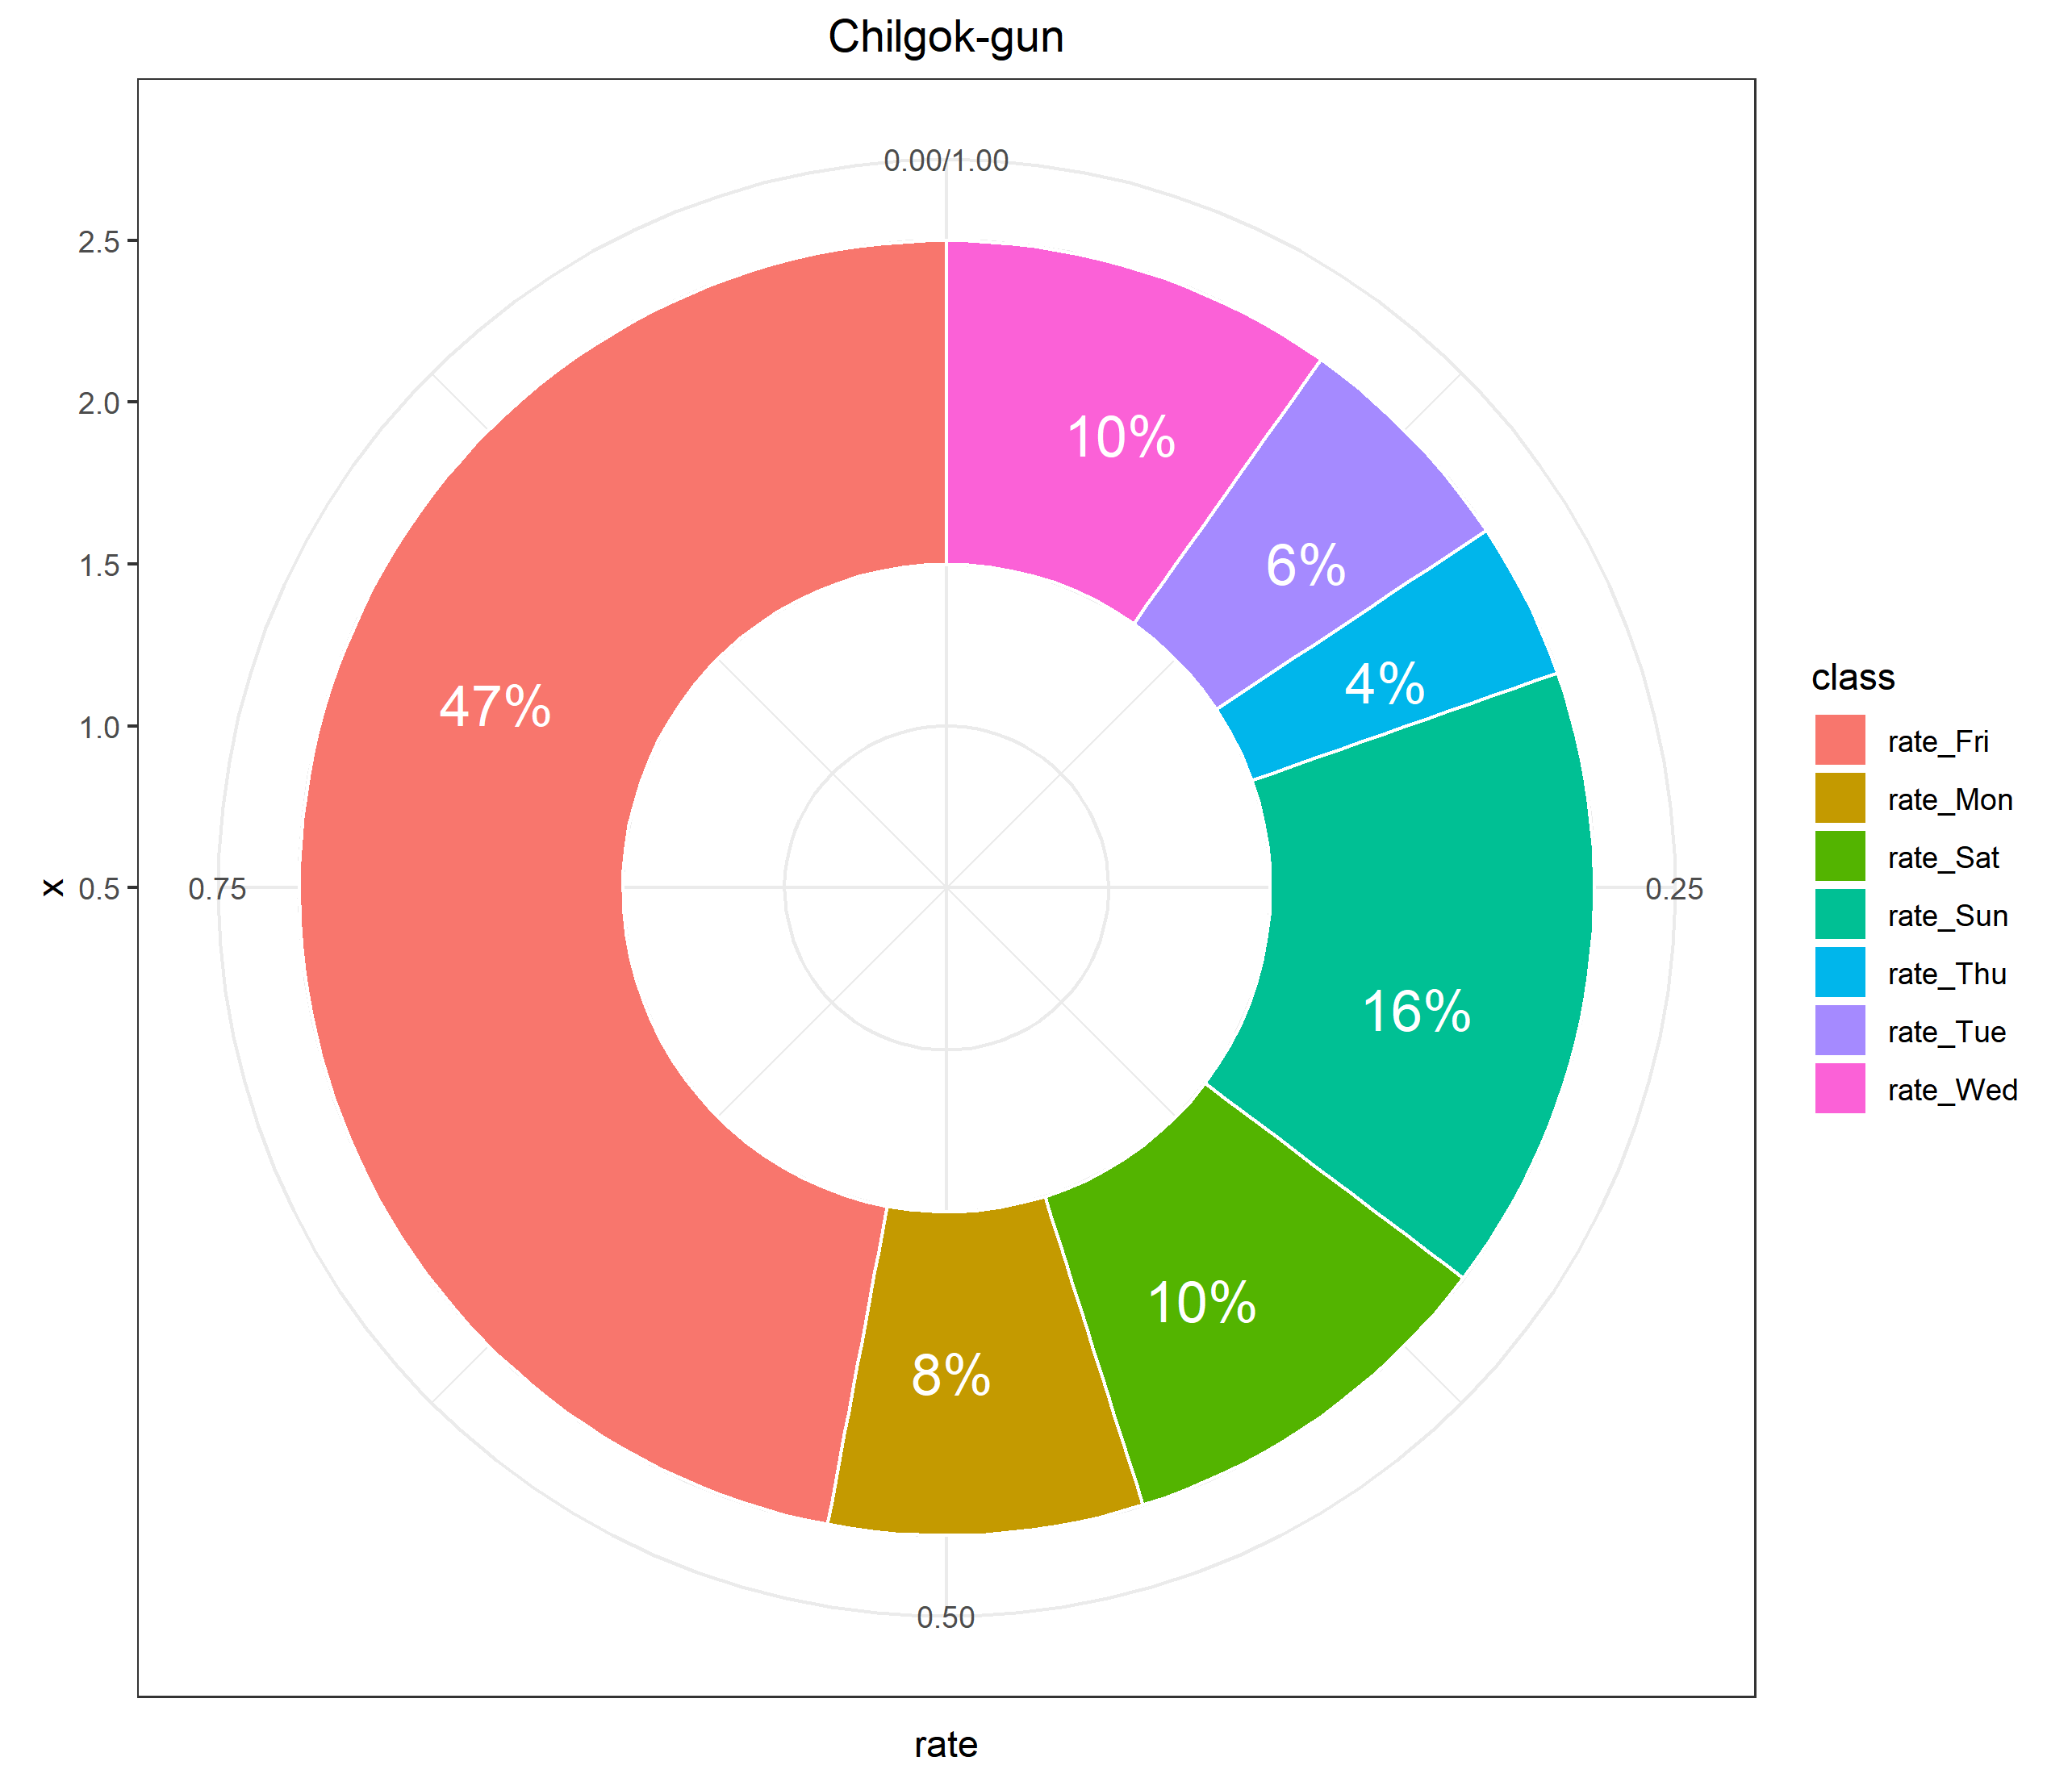 Chilgok-gun
0.00/1.00
2.5
2.0
1.5
1.0
x 0.5
0.75
0.25
0.50
10%
6%
4%
47%
16%
10%
8%
rate
class
rate_Fri
rate_Mon
rate_Sat
rate_Sun
rate_Thu
rate_Tue
rate_Wed